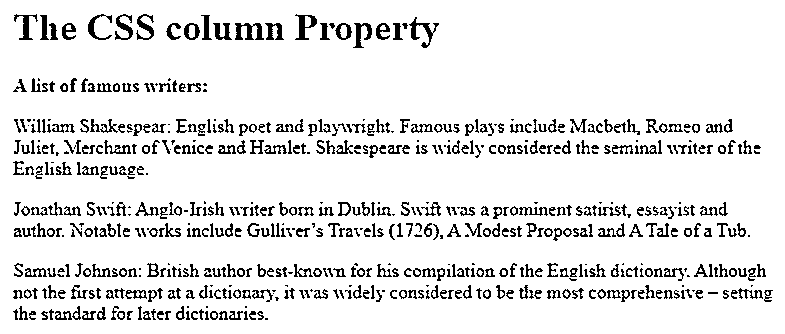 The CSS column Property
A list of famous writers:
William Shakespear: English poet and playwright. Famous plays include Macbeth, Romeo and
Juliet, Merchant of Venice and Hamlet. Shakespeare is widely considered the seminal writer of the
English language.
Jonathan Swift: Anglo-Irish writer born in Dublin. Swift was a prominent satirist, essayist and
author. Notable works include Gulliver’s Travels (1726), A Modest Proposal and A Tale of a Tub.
Samuel Johnson: British author best-known for his compilation of the English dictionary. Although
not the first attempt at a dictionary, it was widely considered to be the most comprehensive – setting
the standard for later dictionaries.